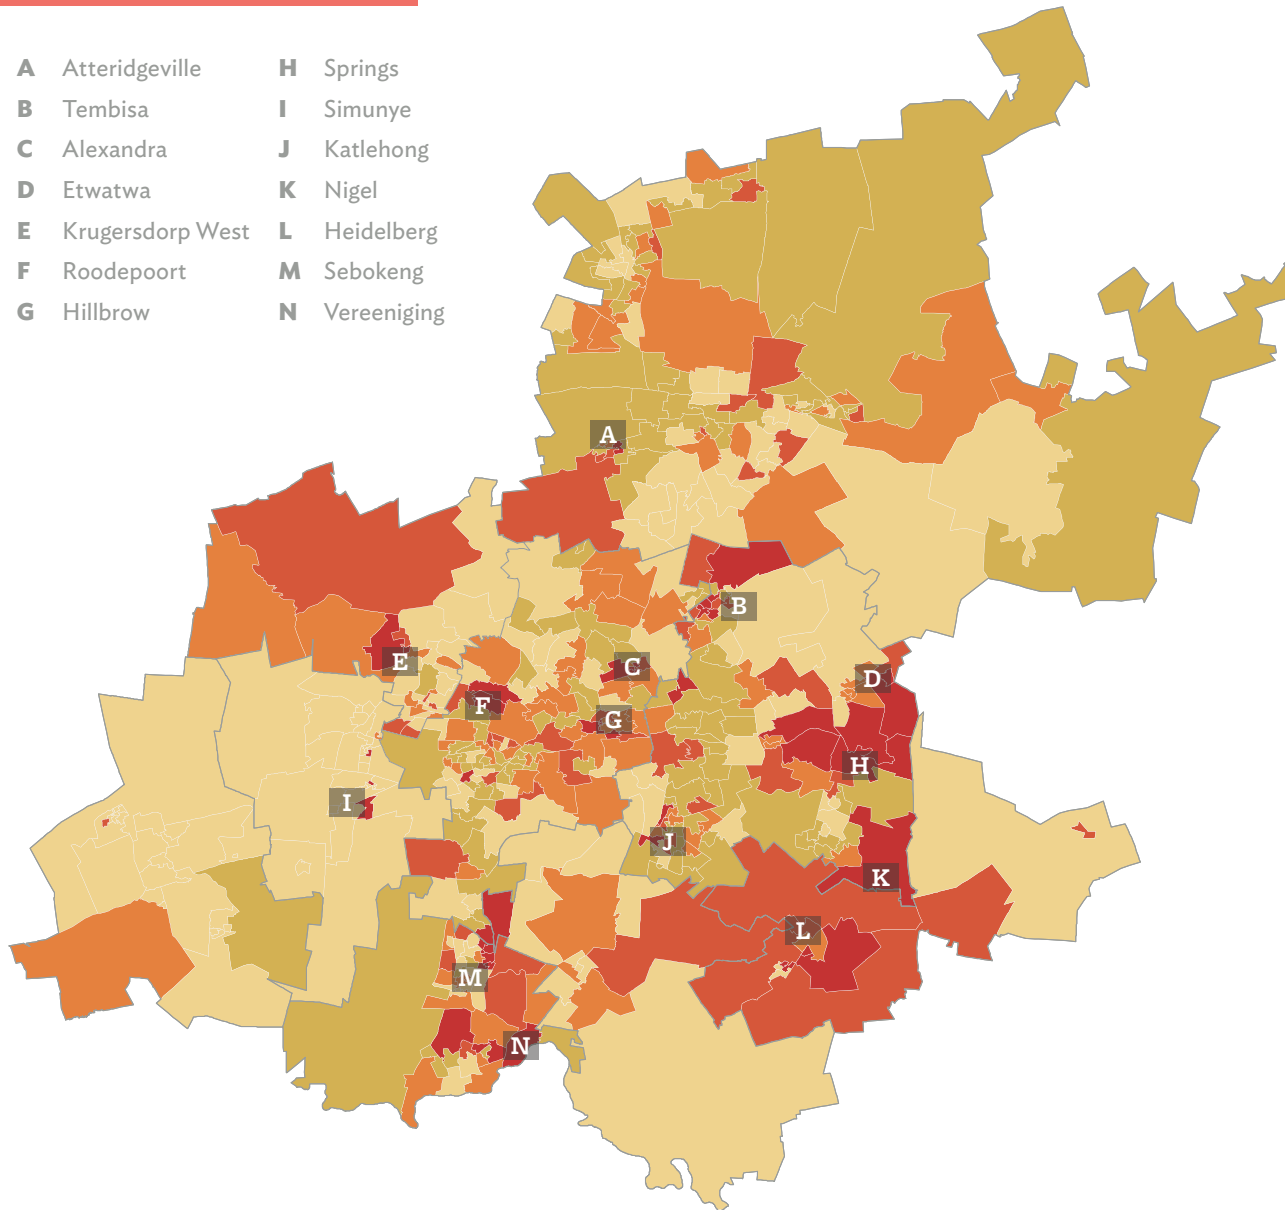 A Atteridgeville
B Tembisa
C Alexandra
D Etwatwa
E Krugersdorp West
F Roodepoort
G Hillbrow
H Springs
I Simunye
J Katlehong
K Nigel
L Heidelberg
M Sebokeng
N Vereeniging
A
B
C
E
D
F
G
H
I
J
K
L
M
N